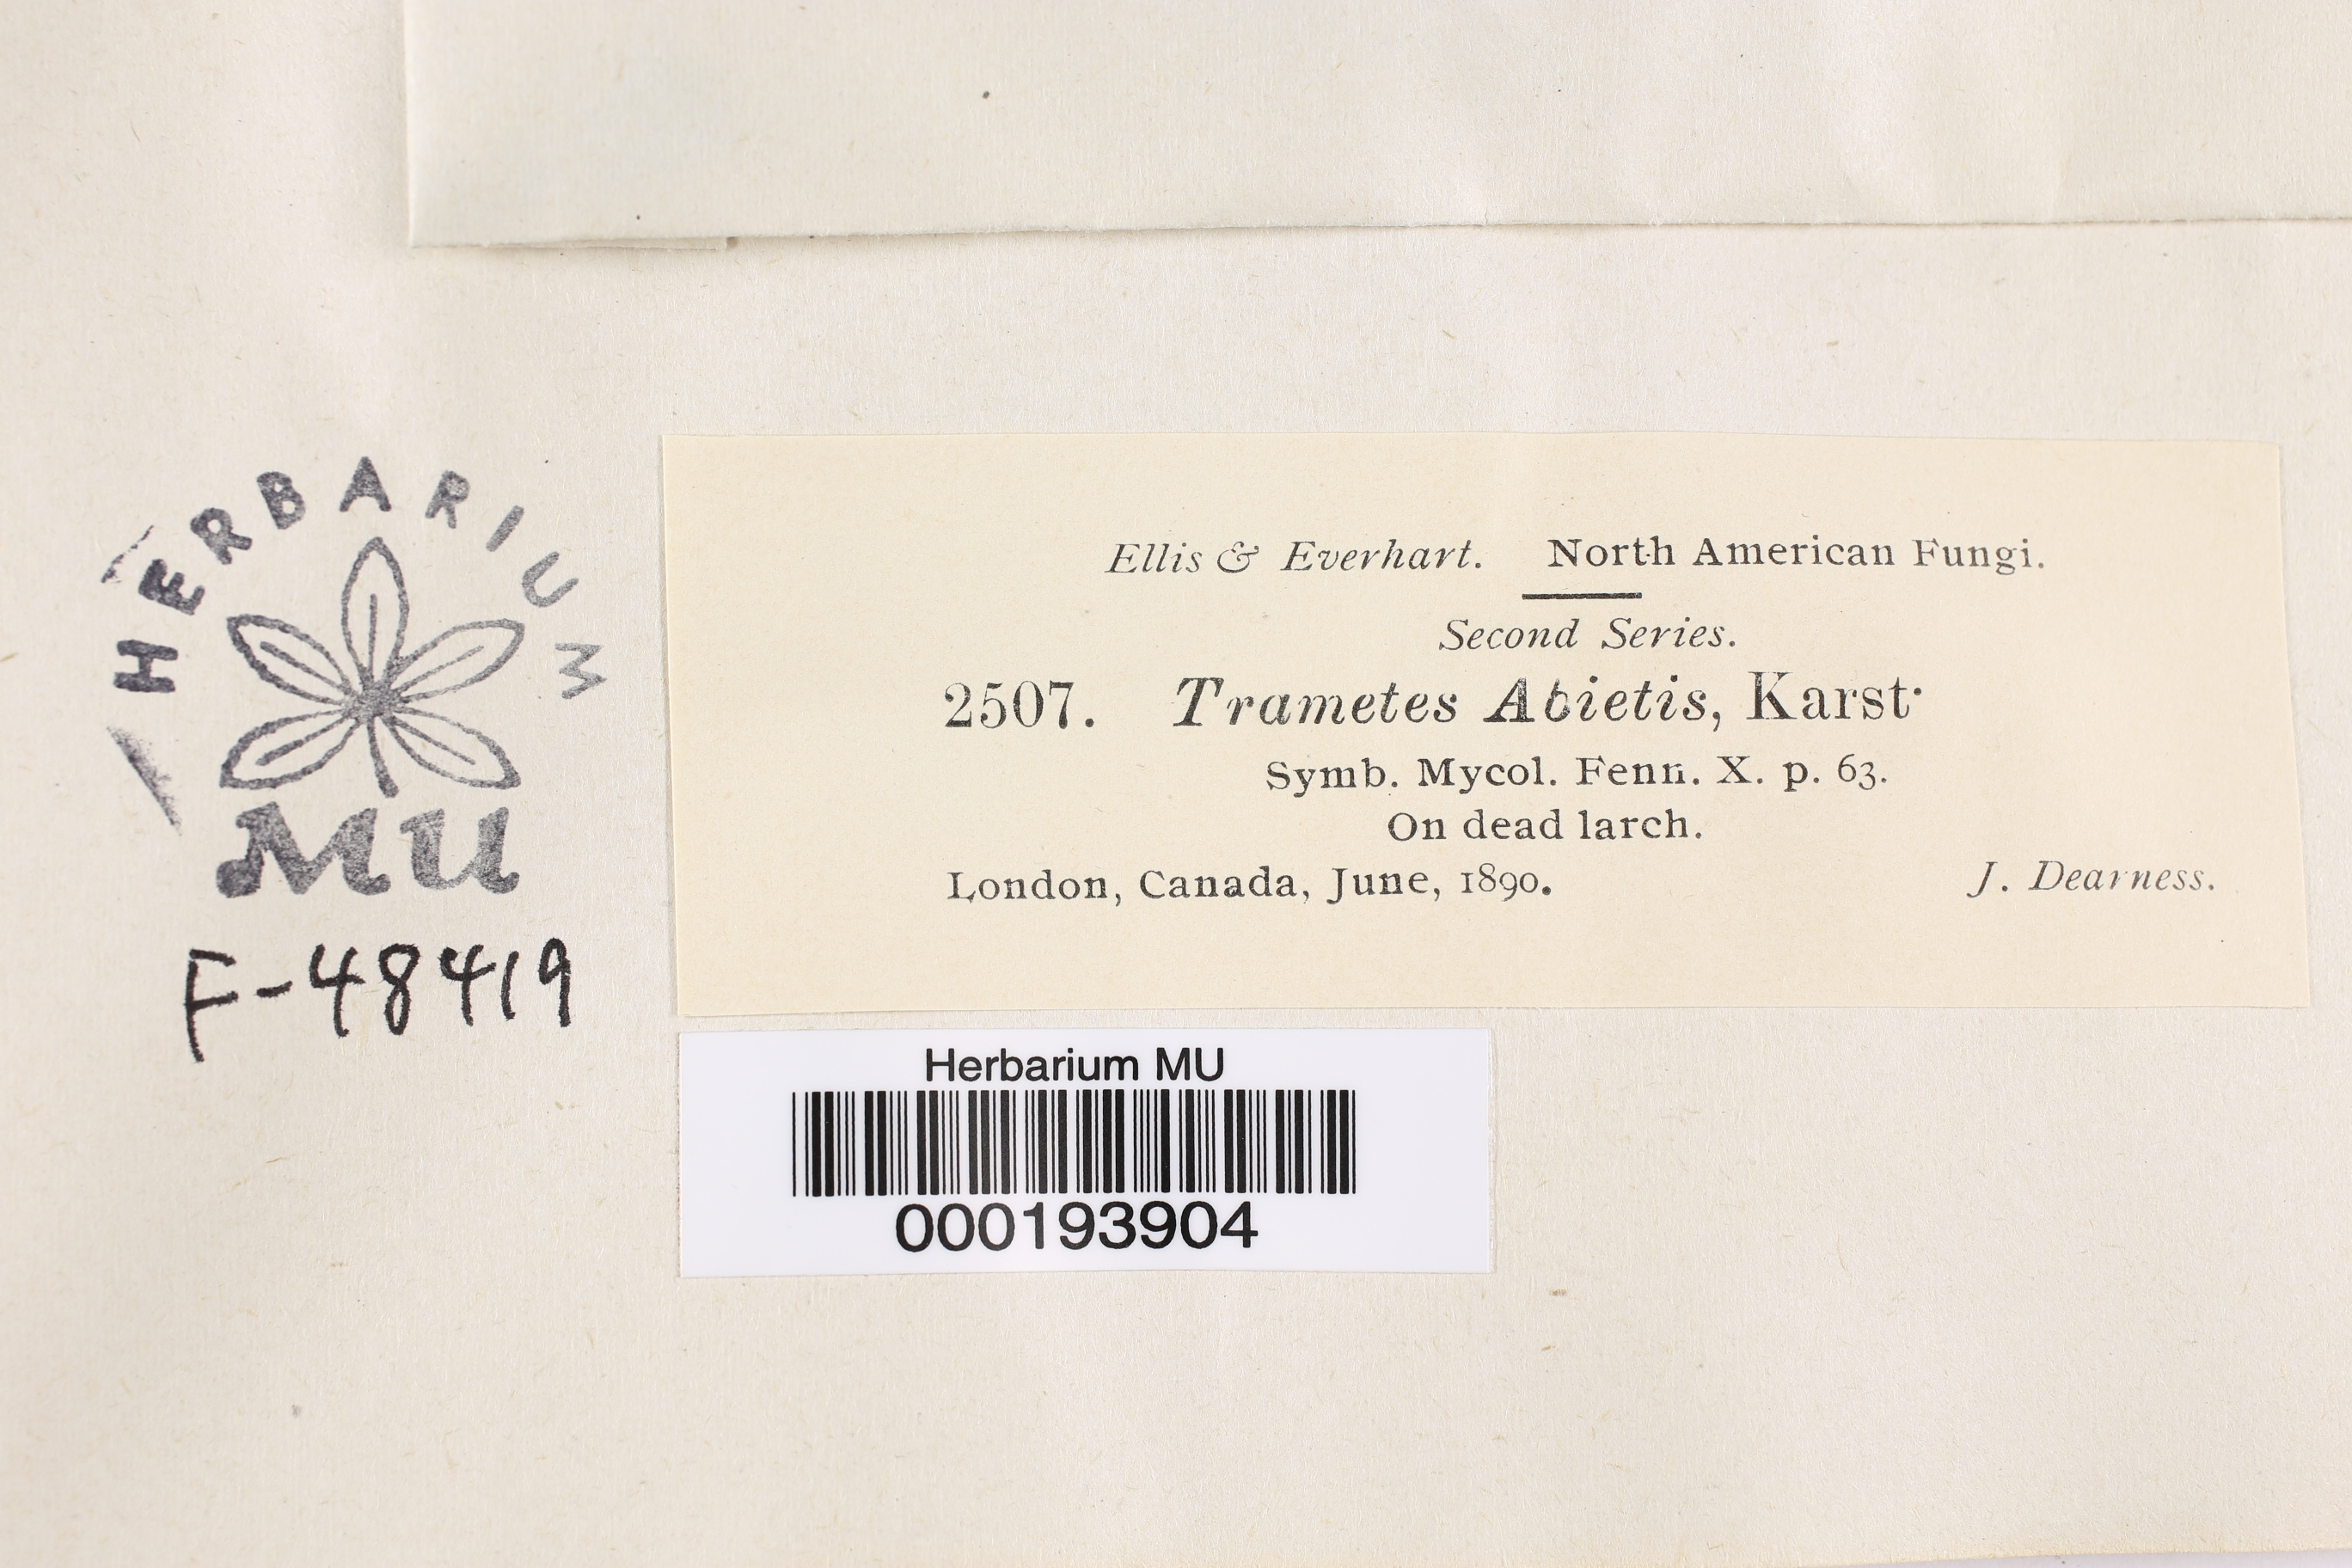 HERBARIUM
MU
F-48419
Ellis & Everhart. North American Fungi.
Second Series.
2507. Trametes Abietis, Karst.
Symb. Mycol. Fenn. X. p. 63.
On dead larch.
London, Canada, June, 1890. J. Dearness.
Herbarium MU
000193904